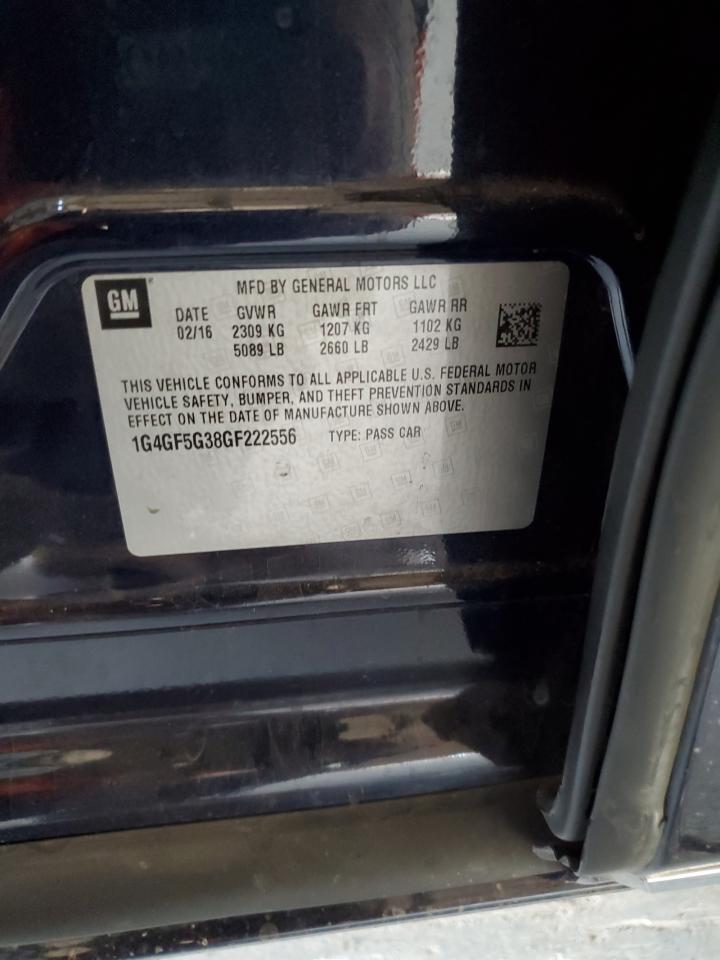 GM
MFD BY GENERAL MOTORS LLC
DATE GVWR GAWR FRT GAWR RR
02/16 2309 KG 1207 KG 1102 KG
5089 LB 2660 LB 2429 LB
THIS VEHICLE CONFORMS TO ALL APPLICABLE U.S. FEDERAL MOTOR
VEHICLE SAFETY, BUMPER, AND THEFT PREVENTION STANDARDS IN
EFFECT ON THE DATE OF MANUFACTURE SHOWN ABOVE.
1G4GF5G38GF222556 TYPE: PASS CAR